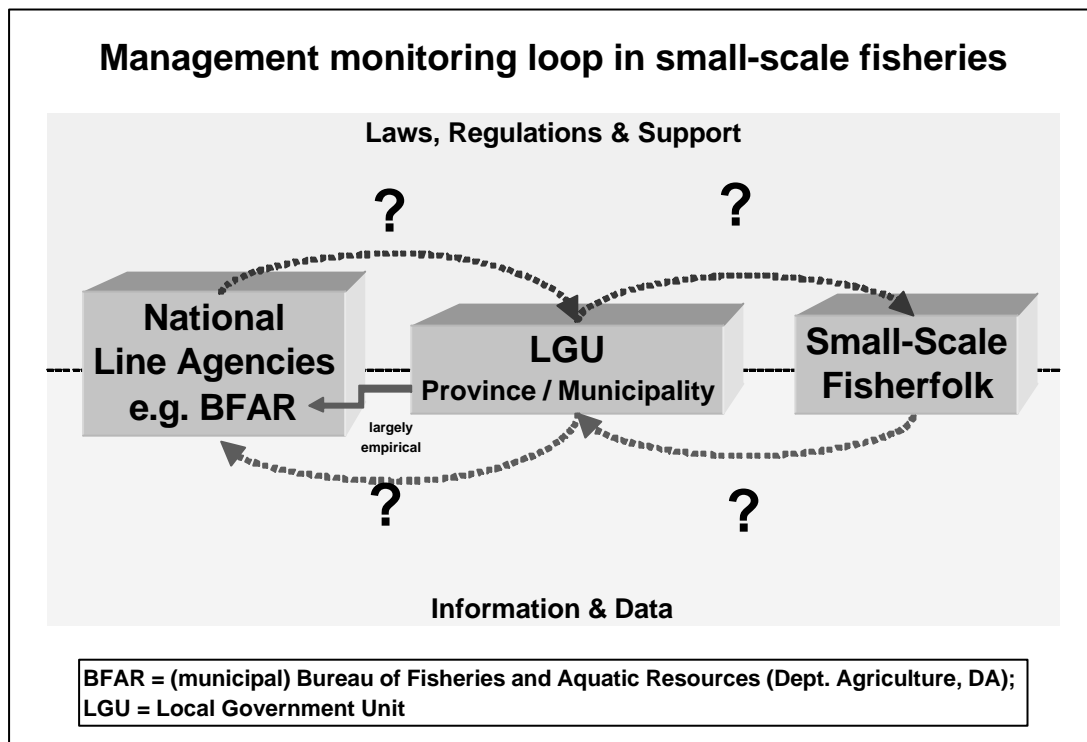 Management monitoring loop in small-scale fisheries
Laws, Regulations & Support
?
?
National
Line Agencies
e.g. BFAR
LGU
Province / Municipality
Small-Scale
Fisherfolk
largely
empirical
?
?
Information & Data
BFAR = (municipal) Bureau of Fisheries and Aquatic Resources (Dept. Agriculture, DA);
LGU = Local Government Unit